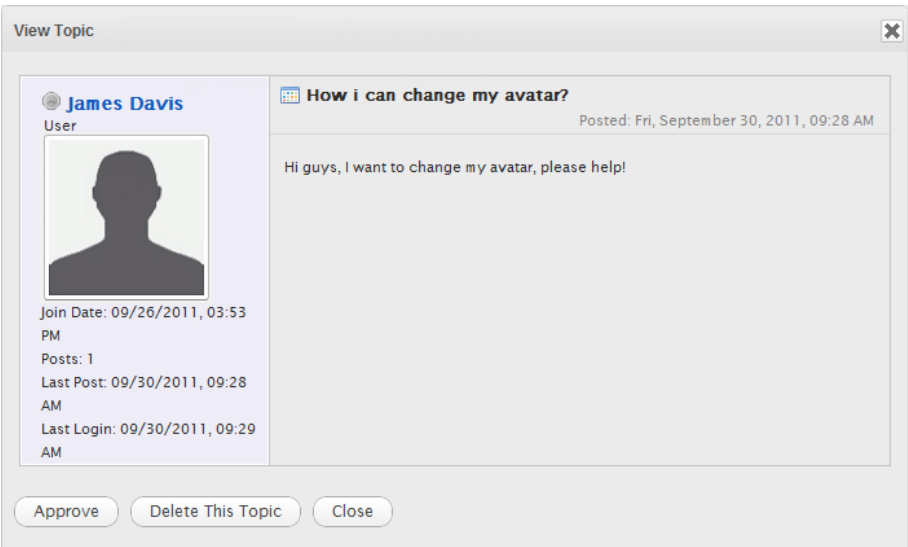 View Topic
James Davis
User
Join Date: 09/26/2011, 03:53
PM
Posts: 1
Last Post: 09/30/2011, 09:28
AM
Last Login: 09/30/2011, 09:29
AM
How i can change my avatar?
Posted: Fri, September 30, 2011, 09:28 AM
Hi guys, I want to change my avatar, please help!
Approve
Delete This Topic
Close